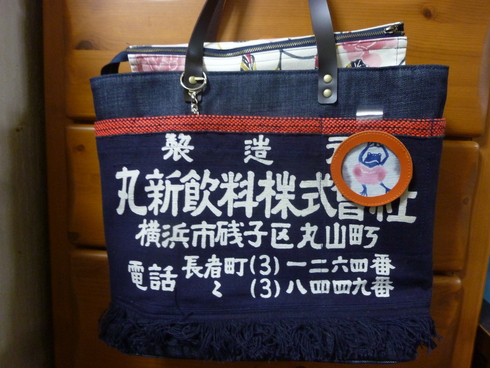 製造元
丸新飲料株式會社
横浜市磯子区丸山町
電話 長者町(3)一二六四番
〃 (3)八四四九番